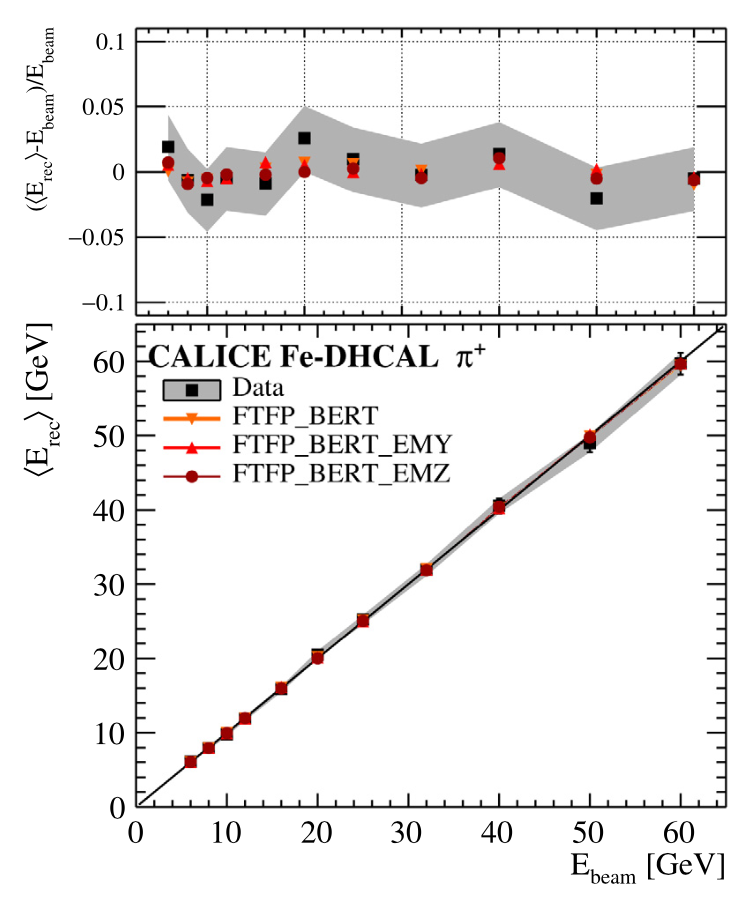 (⟨E_rec⟩-E_beam)/E_beam
0.1
0.05
0
−0.05
−0.1
⟨E_rec⟩ [GeV]
CALICE Fe-DHCAL π⁺
Data
FTFP_BERT
FTFP_BERT_EMY
FTFP_BERT_EMZ
60
50
40
30
20
10
0
0 10 20 30 40 50 60
E_beam [GeV]